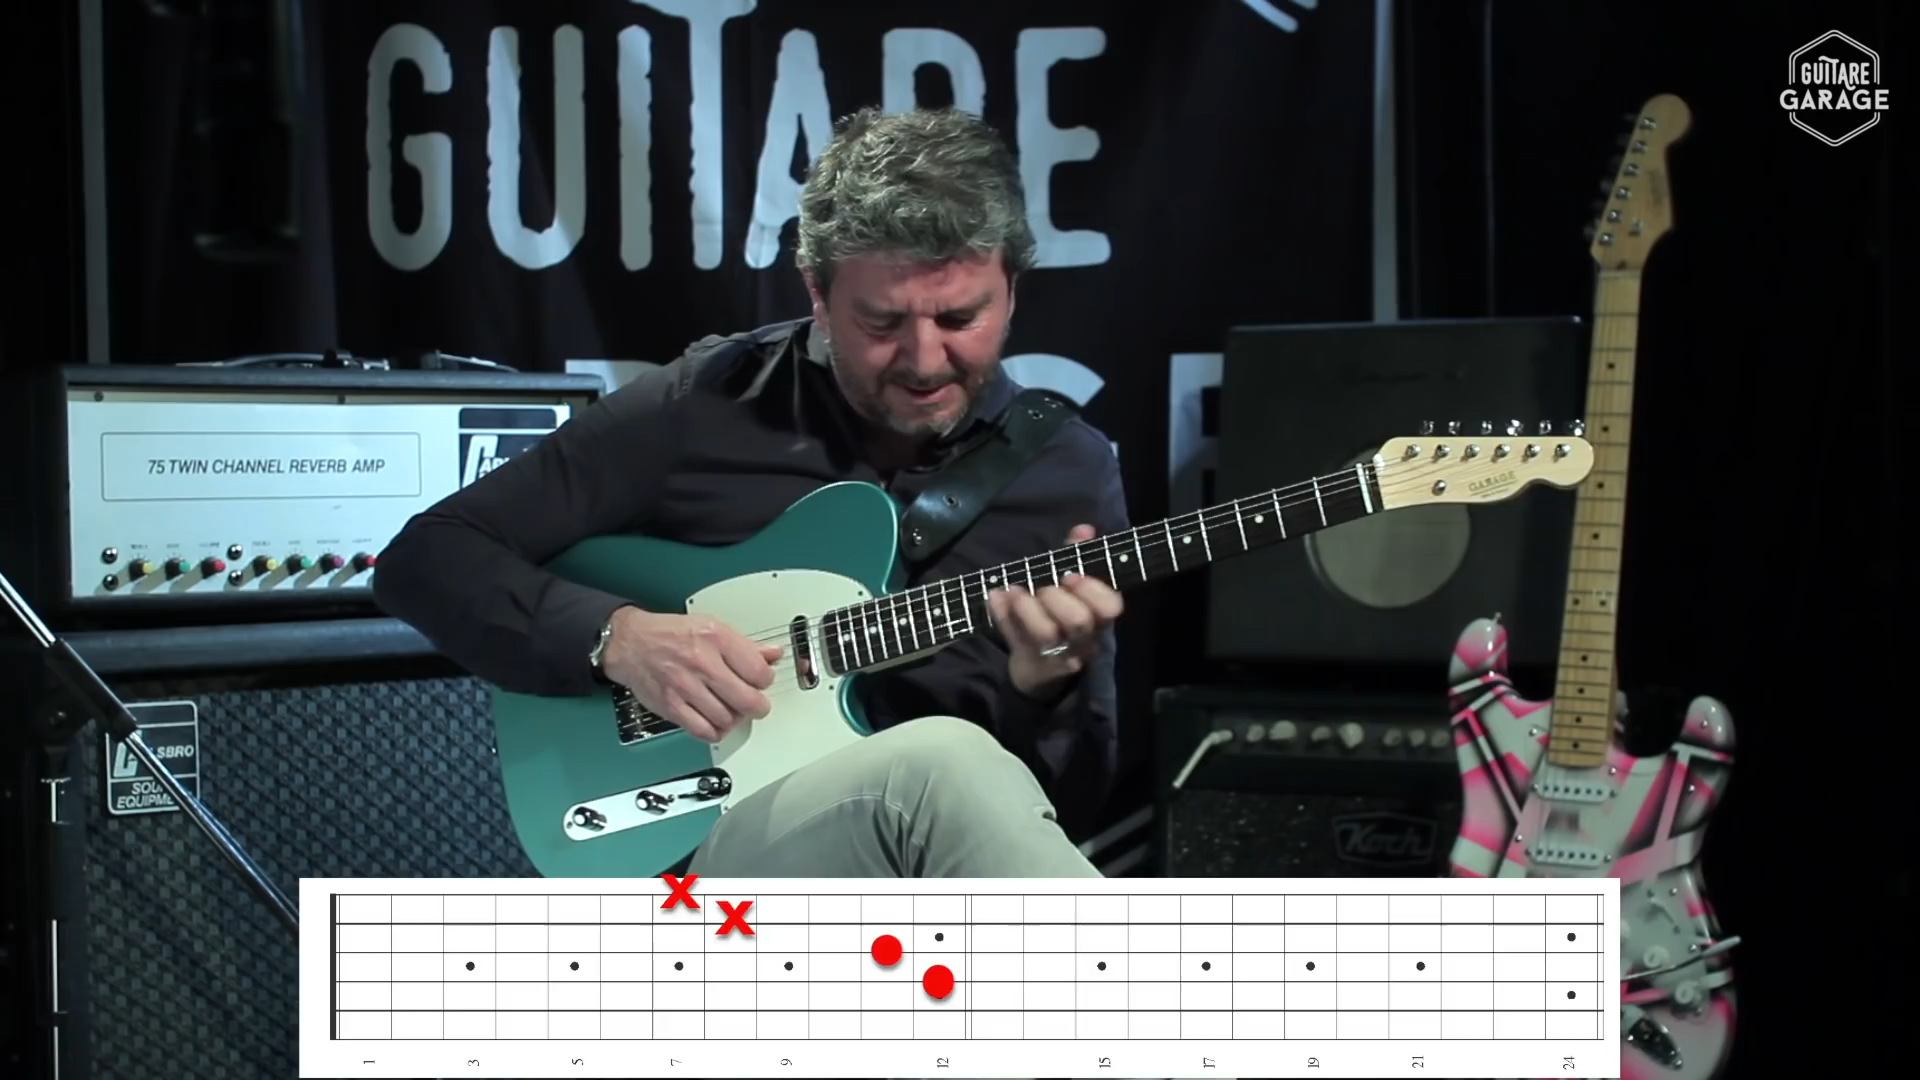 GUITARE
GUITARE
GARAGE
75 TWIN CHANNEL REVERB AMP
GARAGE
Koch
1 3 5 7 9 12 15 17 19 21 24